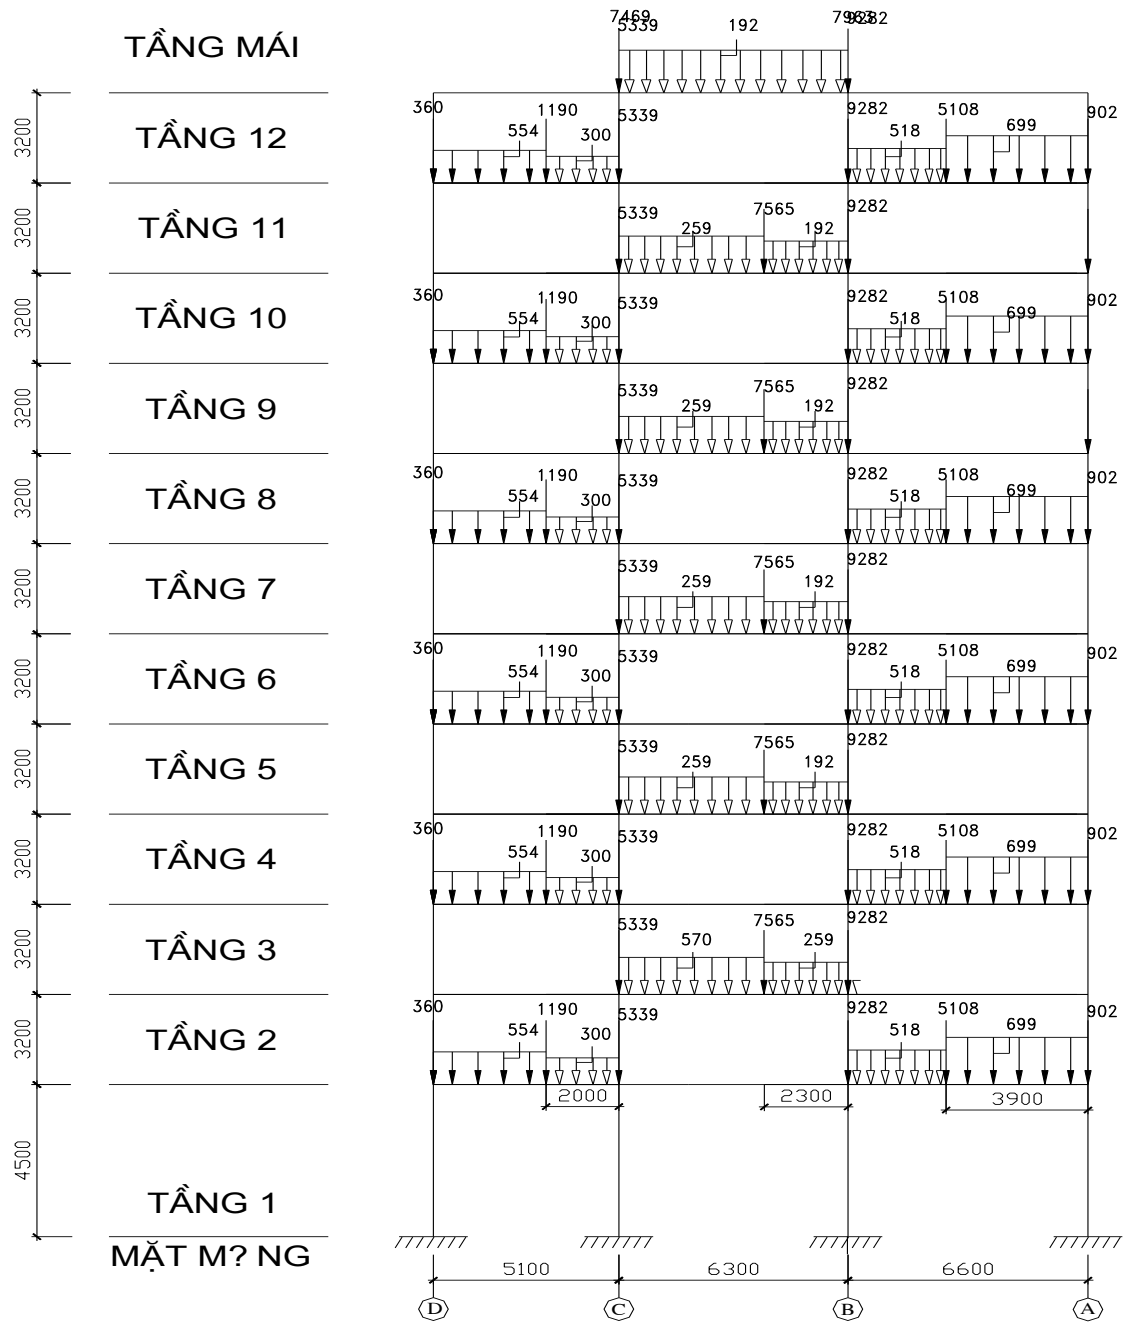 7469 5339 192 7963 9282
TẦNG MÁI
360 1190 5339 9282 5108 902
554 300 518 699
3200 TẦNG 12
5339 7565 9282
259 192
3200 TẦNG 11
360 1190 5339 9282 5108 902
554 300 518 699
3200 TẦNG 10
5339 7565 9282
259 192
3200 TẦNG 9
360 1190 5339 9282 5108 902
554 300 518 699
3200 TẦNG 8
5339 7565 9282
259 192
3200 TẦNG 7
360 1190 5339 9282 5108 902
554 300 518 699
3200 TẦNG 6
5339 7565 9282
259 192
3200 TẦNG 5
360 1190 5339 9282 5108 902
554 300 518 699
3200 TẦNG 4
5339 7565 9282
570 259
3200 TẦNG 3
360 1190 5339 9282 5108 902
554 300 518 699
3200 TẦNG 2
2000 2300 3900
4500
TẦNG 1
MẶT M? NG
5100 6300 6600
D C B A